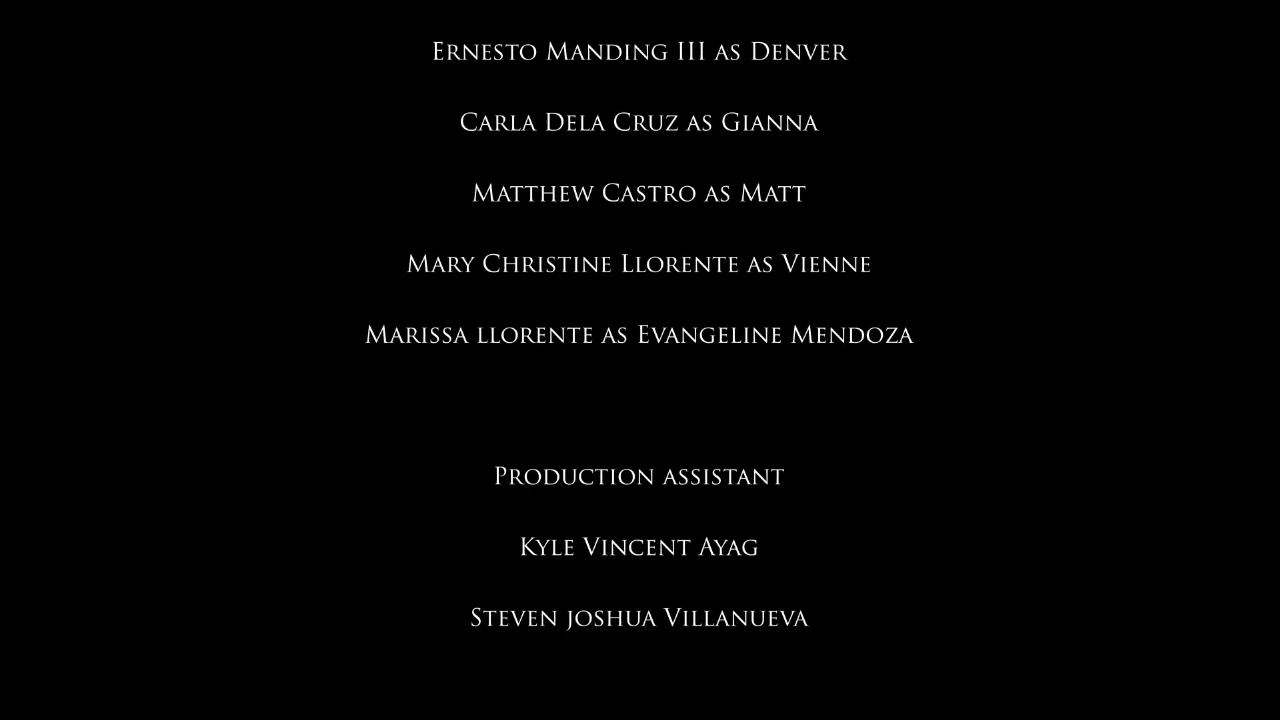 Ernesto Manding III as Denver
Carla Dela Cruz as Gianna
Matthew Castro as Matt
Mary Christine Llorente as Vienne
Marissa llorente as Evangeline Mendoza
Production assistant
Kyle Vincent Ayag
Steven joshua Villanueva